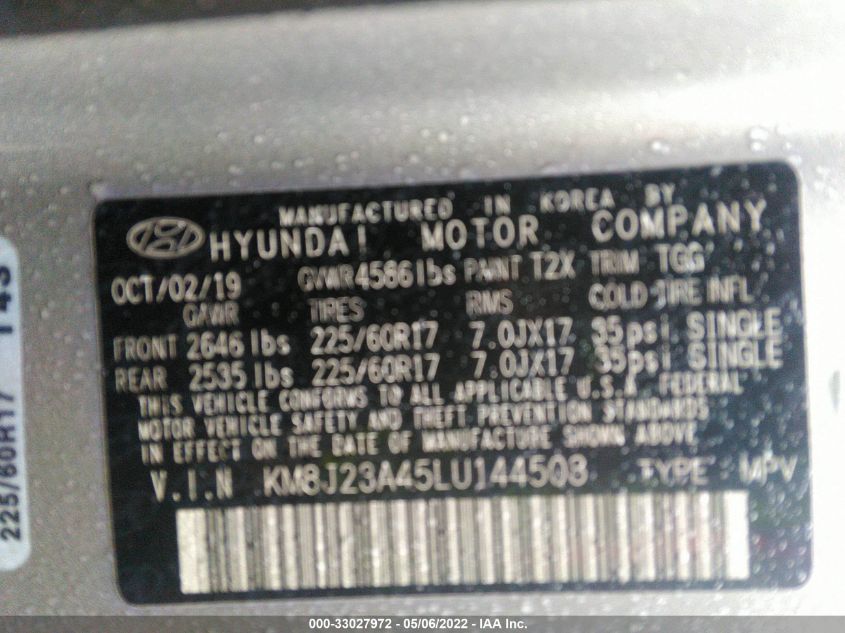 MANUFACTURED IN KOREA BY
HYUNDAI MOTOR COMPANY
OCT/02/19 GVWR4586lbs PAINT T2X TRIM TGG
GAWR TIRES RMS COLD TIRE INFL
FRONT 2646 lbs 225/60R17 7.0JX17 35psi SINGLE
REAR 2535 lbs 225/60R17 7.0JX17 35psi SINGLE
THIS VEHICLE CONFORMS TO ALL APPLICABLE U.S.A. FEDERAL
MOTOR VEHICLE SAFETY AND THEFT PREVENTION STANDARDS
IN EFFECT ON THE DATE OF MANUFACTURE SHOWN ABOVE.
V.I.N KM8J23A45LU144508 TYPE MPV
225/60R17
000-33027972 - 05/06/2022 - IAA Inc.